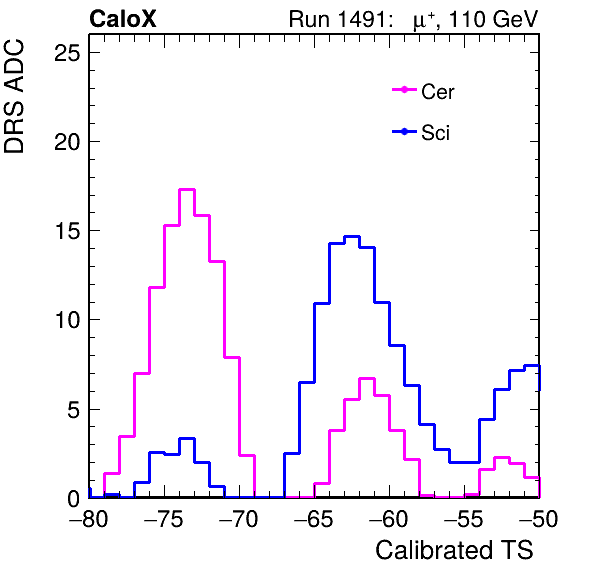 CaloX Run 1491: μ⁺, 110 GeV
DRS ADC
25
20
15
10
5
0
Cer
Sci
−80 −75 −70 −65 −60 −55 −50
Calibrated TS